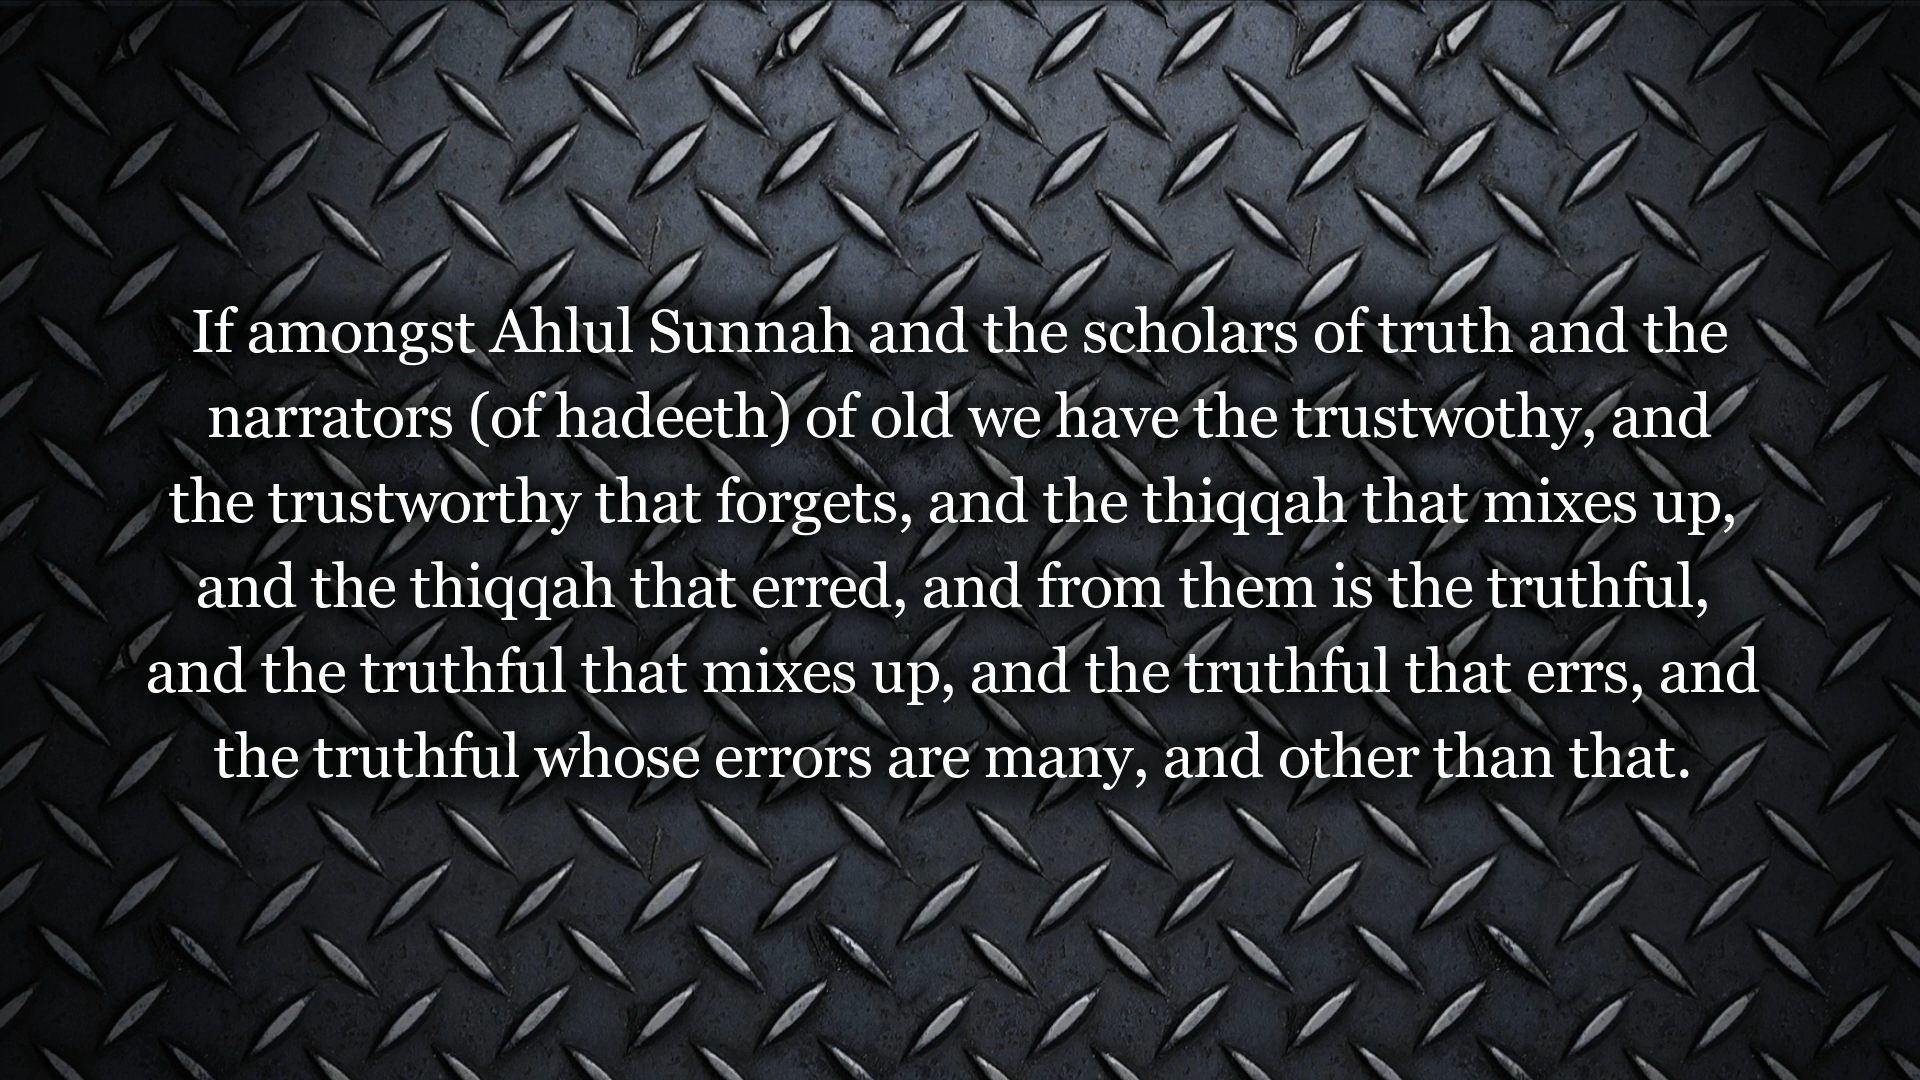 If amongst Ahlul Sunnah and the scholars of truth and the
narrators (of hadeeth) of old we have the trustwothy, and
the trustworthy that forgets, and the thiqqah that mixes up,
and the thiqqah that erred, and from them is the truthful,
and the truthful that mixes up, and the truthful that errs, and
the truthful whose errors are many, and other than that.